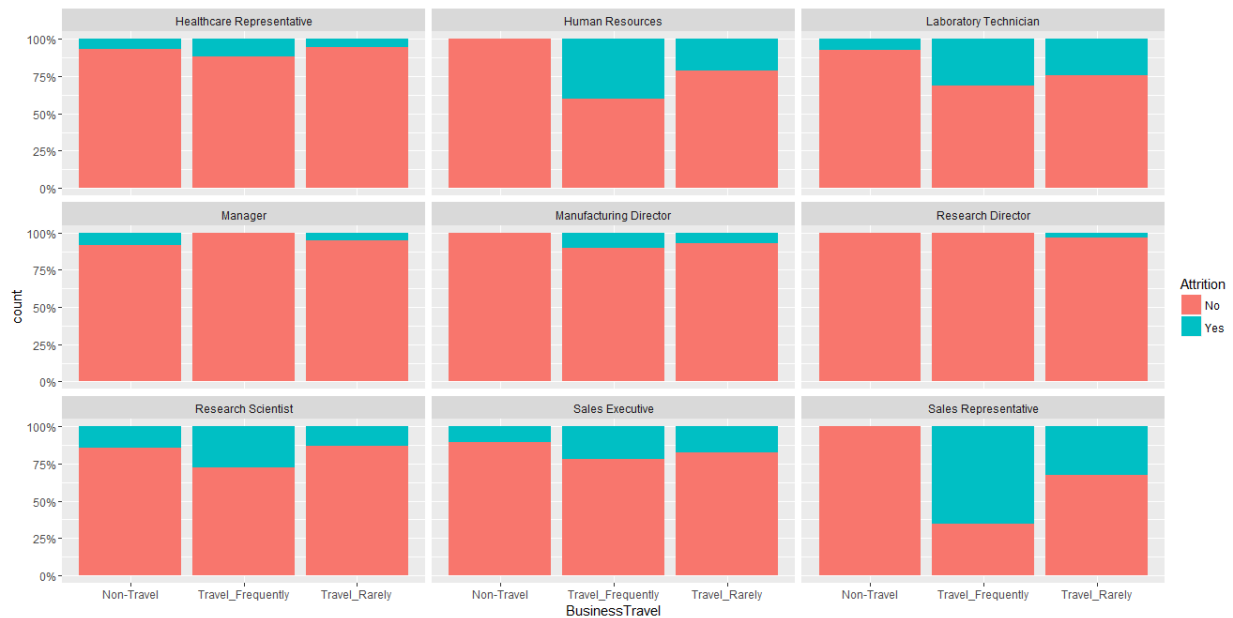 Healthcare Representative
Human Resources
Laboratory Technician
100%
75%
50%
25%
0%
Manager
Manufacturing Director
Research Director
100%
75%
50%
25%
0%
count
Attrition
No
Yes
Research Scientist
Sales Executive
Sales Representative
100%
75%
50%
25%
0%
Non-Travel Travel_Frequently Travel_Rarely
Non-Travel Travel_Frequently Travel_Rarely
Non-Travel Travel_Frequently Travel_Rarely
BusinessTravel